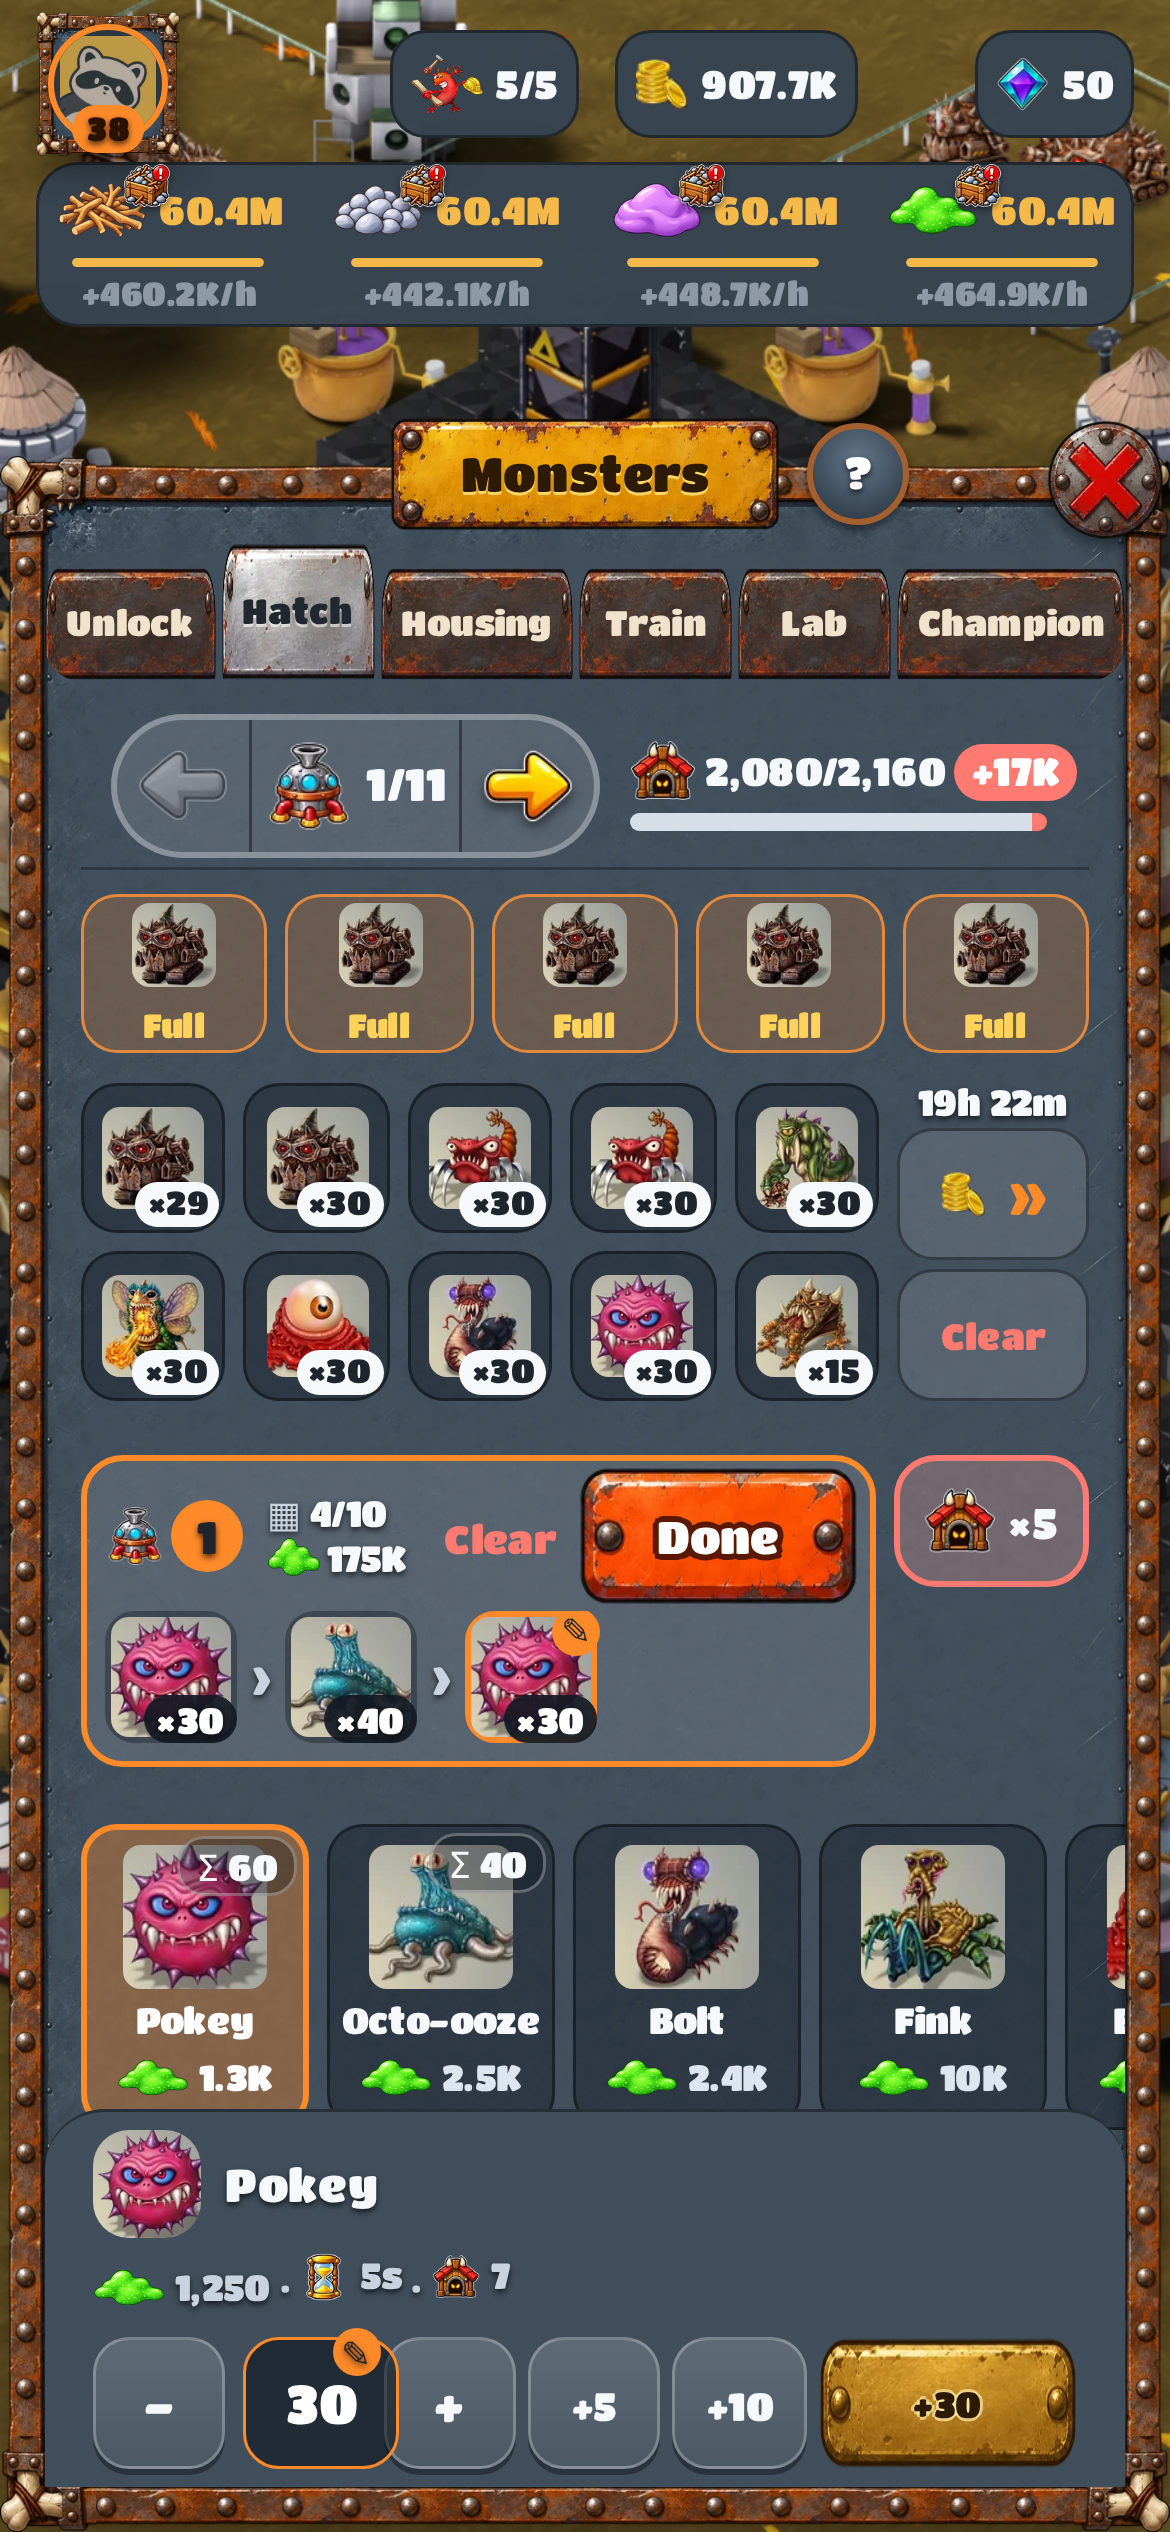 38
5/5
907.7K
50
60.4M
60.4M
60.4M
60.4M
+460.2K/h
+442.1K/h
+448.7K/h
+464.9K/h
Monsters
?
Unlock
Hatch
Housing
Train
Lab
Champion
1/11
2,080/2,160
+17K
Full
Full
Full
Full
Full
×29
×30
×30
×30
×30
19h 22m
×30
×30
×30
×30
×15
Clear
1
4/10
175K
Clear
Done
×5
×30
×40
×30
Σ 60
Σ 40
Pokey
Octo-ooze
Bolt
Fink
1.3K
2.5K
2.4K
10K
Pokey
1,250 · 5s · 7
-
30
+
+5
+10
+30